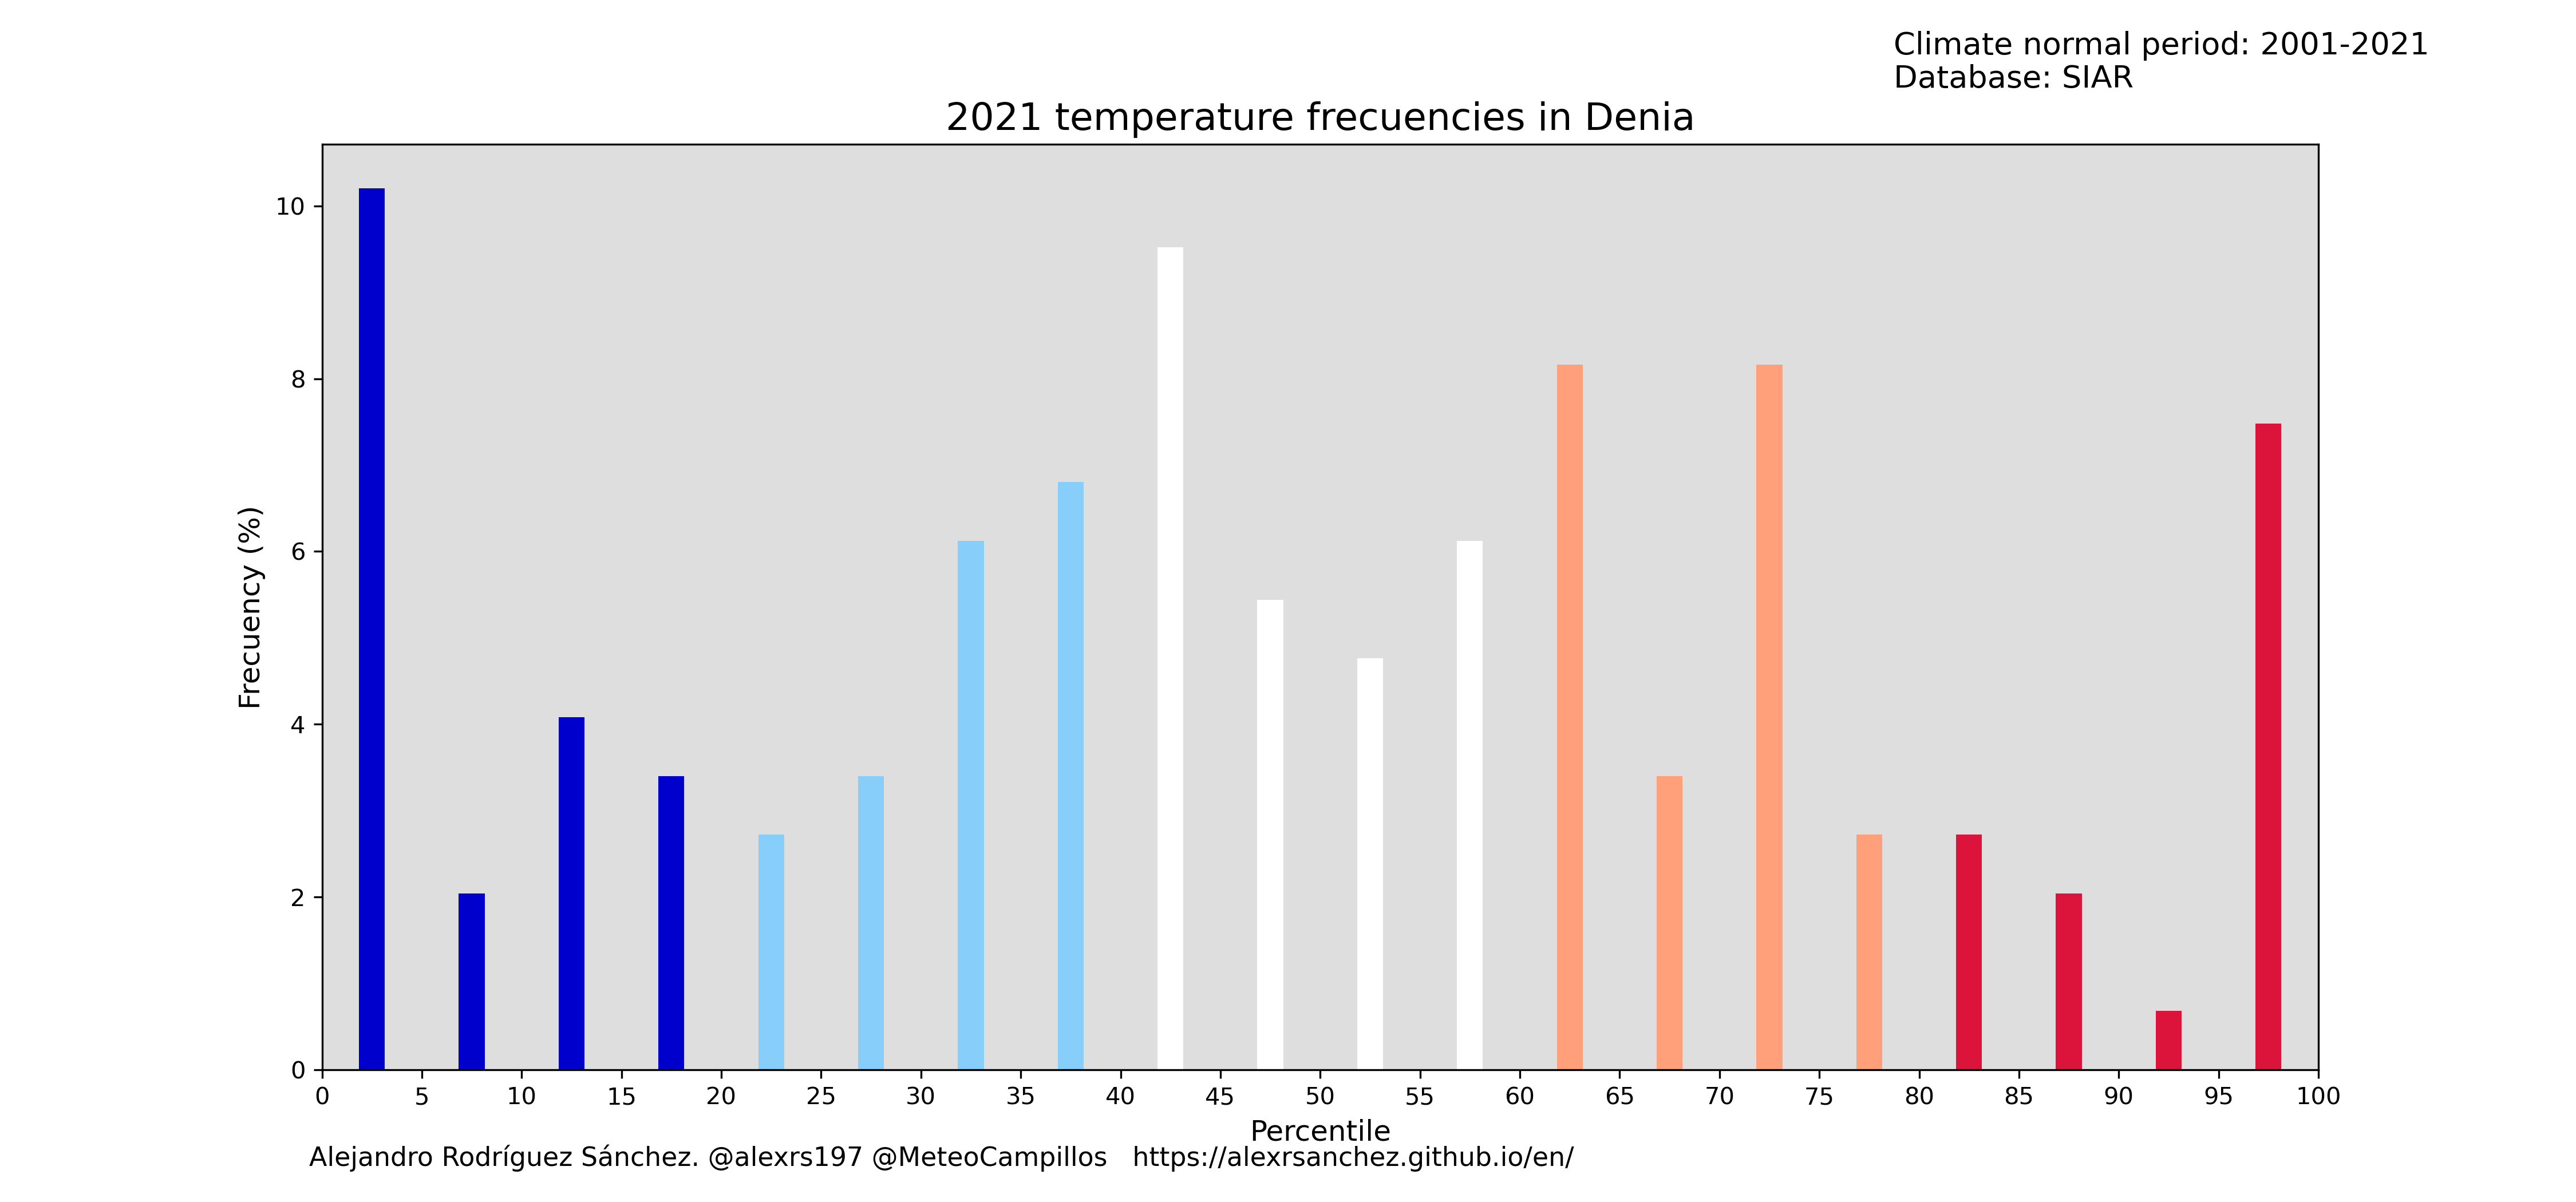 Climate normal period: 2001-2021
Database: SIAR
2021 temperature frecuencies in Denia
Frecuency (%)
10
8
6
4
2
0
0 5 10 15 20 25 30 35 40 45 50 55 60 65 70 75 80 85 90 95 100
Percentile
Alejandro Rodríguez Sánchez. @alexrs197 @MeteoCampillos https://alexrsanchez.github.io/en/